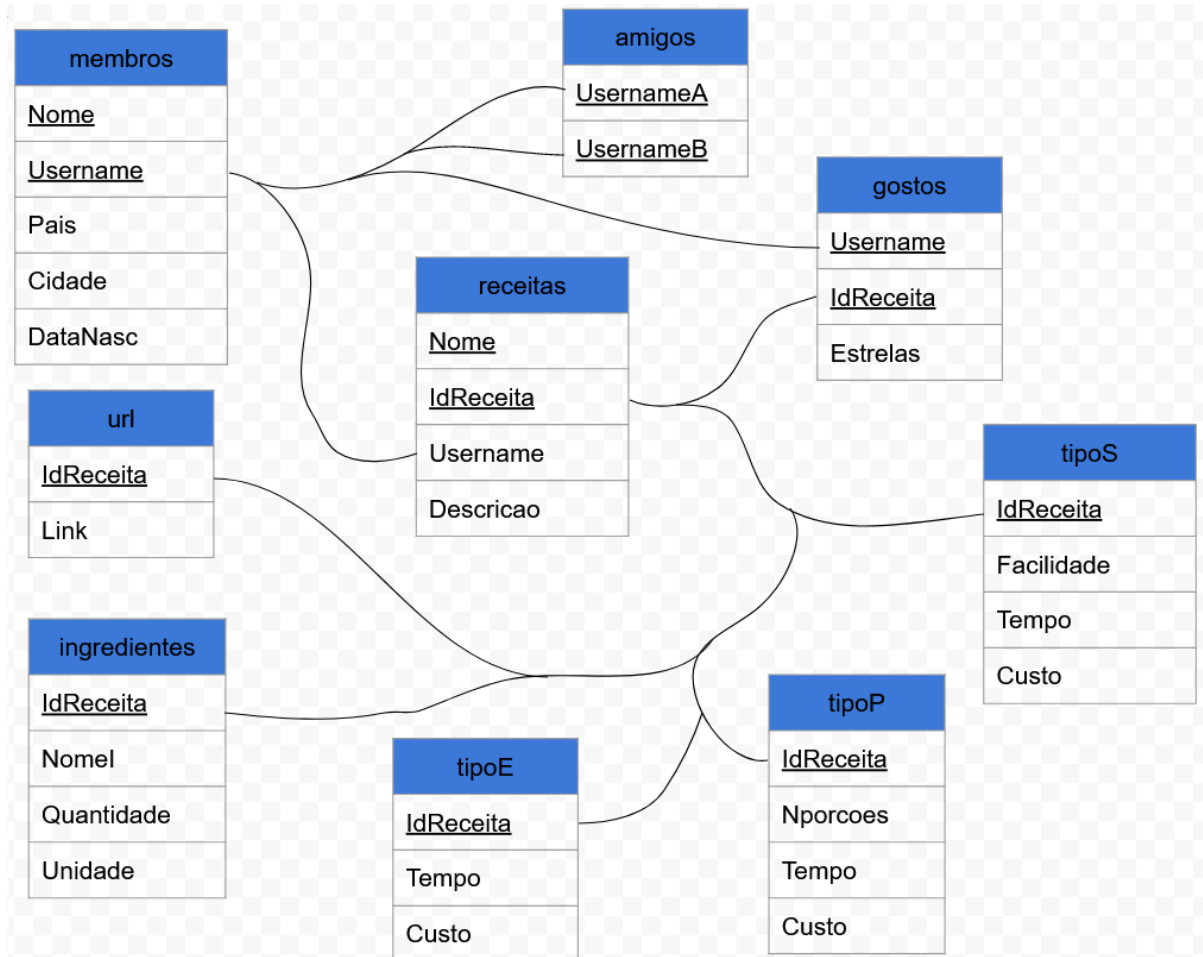 membros
Nome
Username
Pais
Cidade
DataNasc
amigos
UsernameA
UsernameB
gostos
Username
IdReceita
Estrelas
receitas
Nome
IdReceita
Username
Descricao
url
IdReceita
Link
tipoS
IdReceita
Facilidade
Tempo
Custo
ingredientes
IdReceita
NomeI
Quantidade
Unidade
tipoE
IdReceita
Tempo
Custo
tipoP
IdReceita
Nporcoes
Tempo
Custo